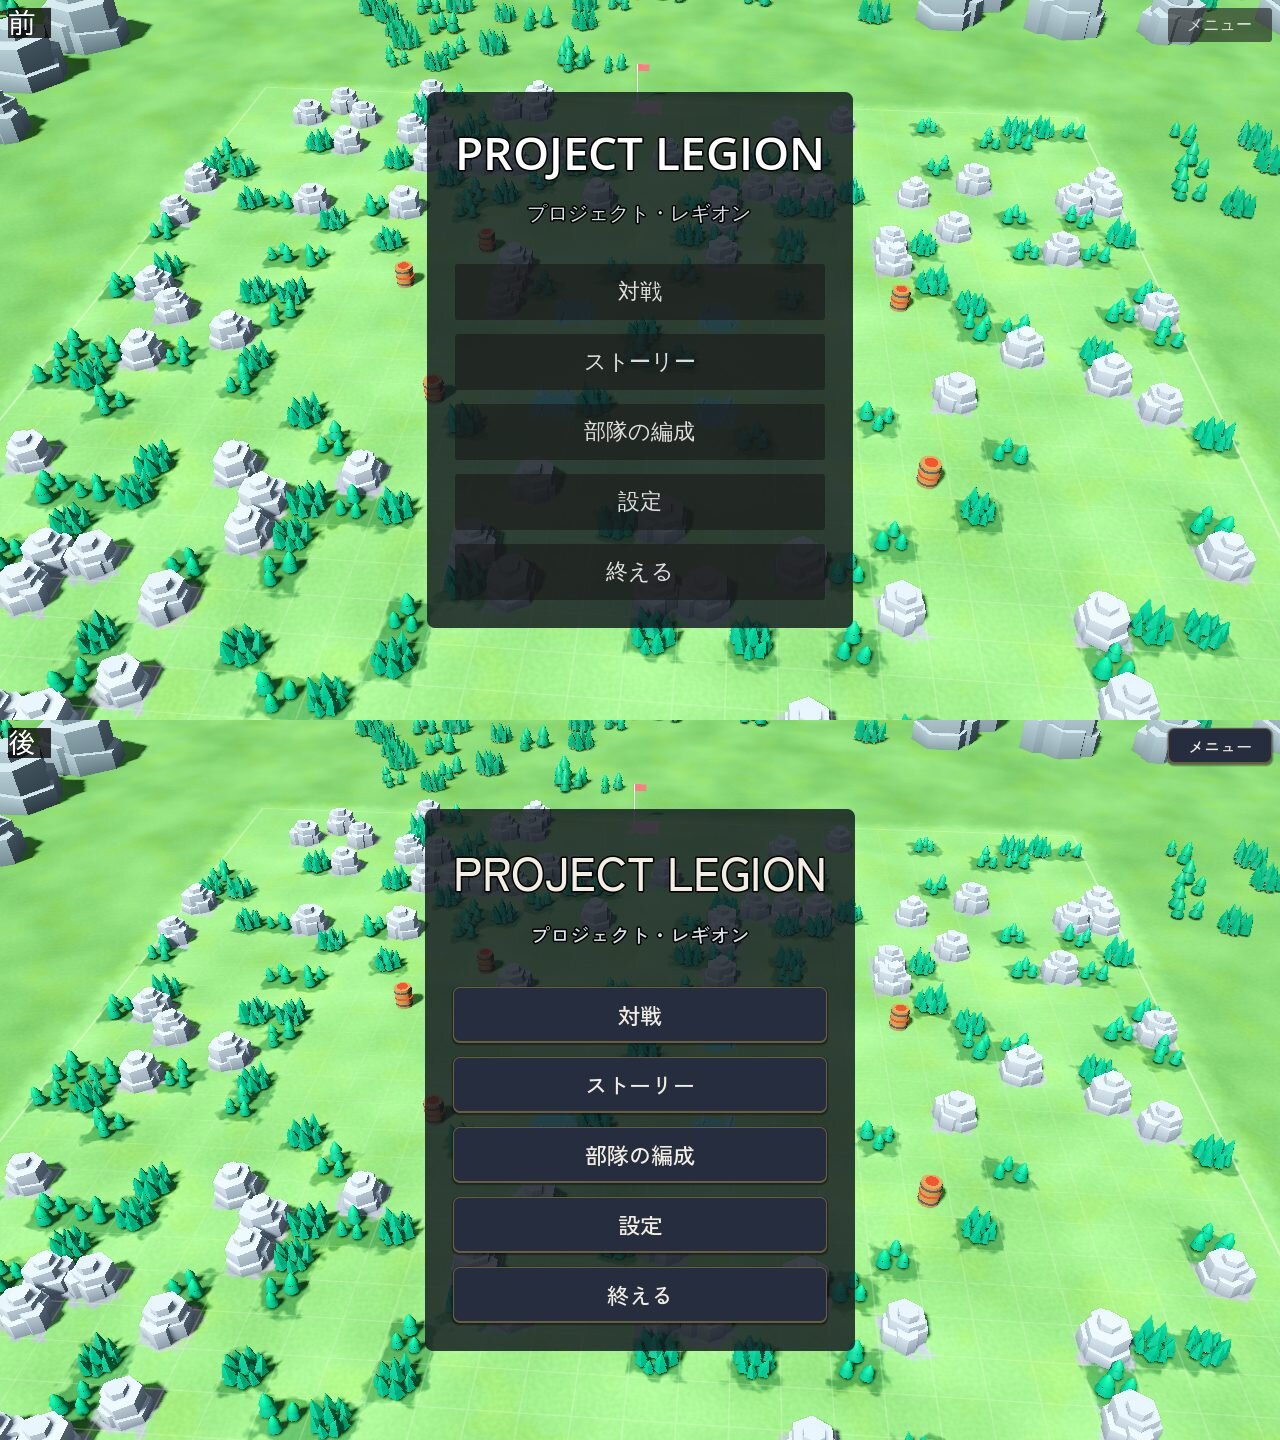 前
メニュー
PROJECT LEGION
プロジェクト・レギオン
対戦
ストーリー
部隊の編成
設定
終える
後
メニュー
PROJECT LEGION
プロジェクト・レギオン
対戦
ストーリー
部隊の編成
設定
終える